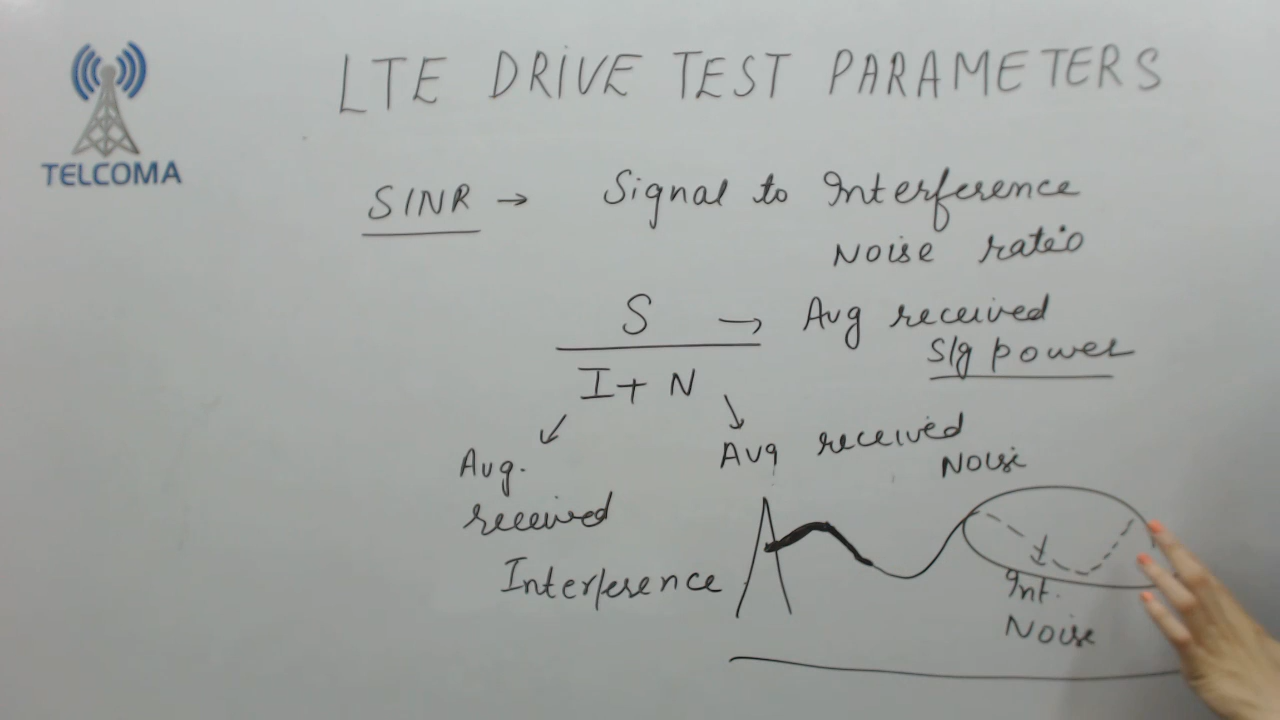 LTE DRIVE TEST PARAMETERS
TELCOMA
SINR → Signal to Interference
Noise ratio
S → Avg received
S/g power
I + N
Avg.
received
Interference
Avg received
Noise
Int.
Noise